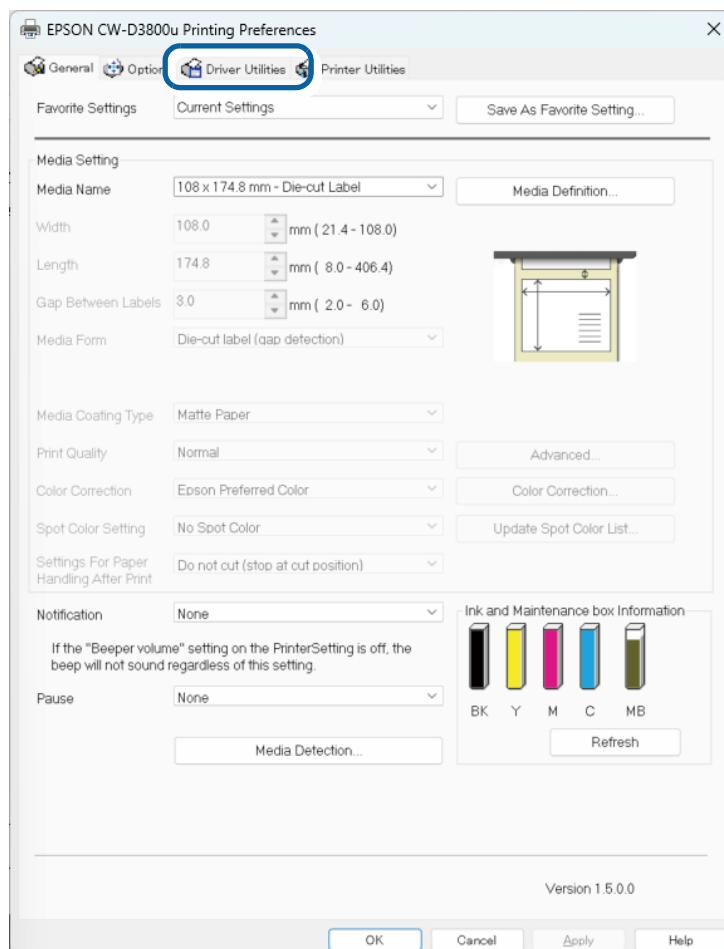 EPSON CW-D3800u Printing Preferences
General Option Driver Utilities Printer Utilities
Favorite Settings Current Settings Save As Favorite Setting...
Media Setting
Media Name 108 x 174.8 mm - Die-cut Label Media Definition...
Width 108.0 mm ( 21.4 - 108.0)
Length 174.8 mm ( 8.0 - 406.4)
Gap Between Labels 3.0 mm ( 2.0 - 6.0)
Media Form Die-cut label (gap detection)
Media Coating Type Matte Paper
Print Quality Normal Advanced...
Color Correction Epson Preferred Color Color Correction...
Spot Color Setting No Spot Color Update Spot Color List...
Settings For Paper
Handling After Print Do not cut (stop at cut position)
Notification None
If the "Beeper volume" setting on the PrinterSetting is off, the
beep will not sound regardless of this setting.
Pause None
Media Detection...
Ink and Maintenance box Information
BK Y M C MB
Refresh
Version 1.5.0.0
OK Cancel Apply Help